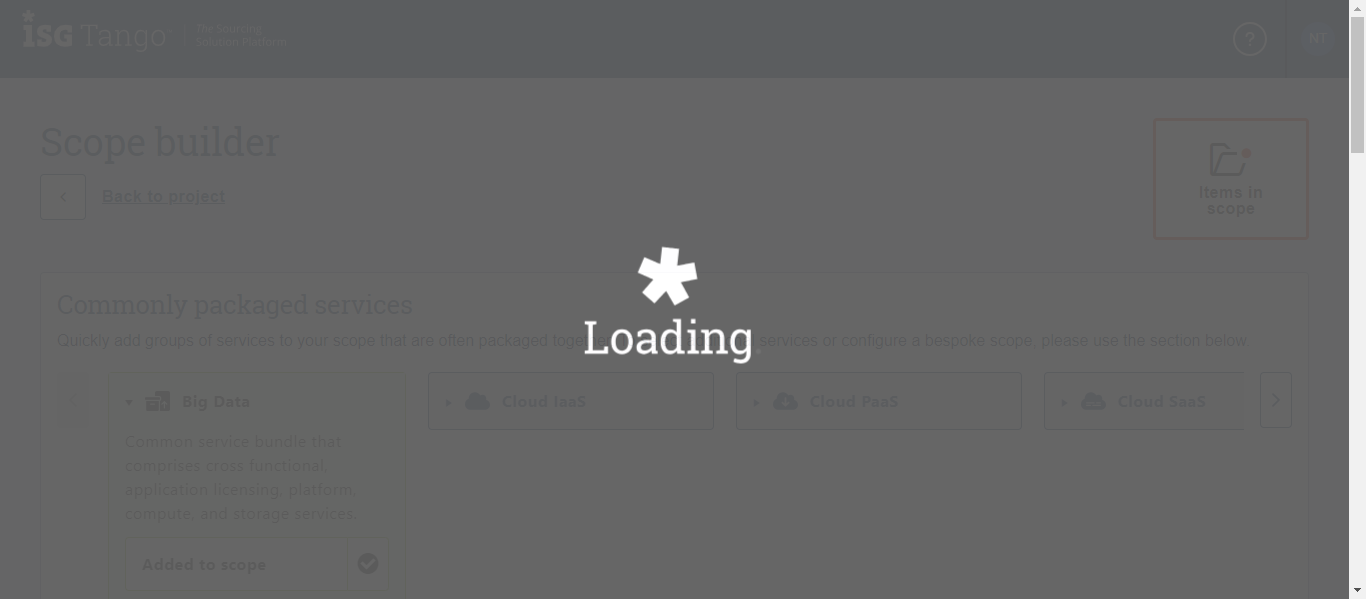 iSG Tango
The Sourcing
Solution Platform
?
NT
Scope builder
Back to project
Items in
scope
Commonly packaged services
Quickly add groups of services to your scope that are often packaged services or configure a bespoke scope, please use the section below
Loading
Big Data
Cloud IaaS
Cloud PaaS
Cloud SaaS
Common service bundle that
comprises cross functional,
application licensing, platform,
compute, and storage services.
Added to scope